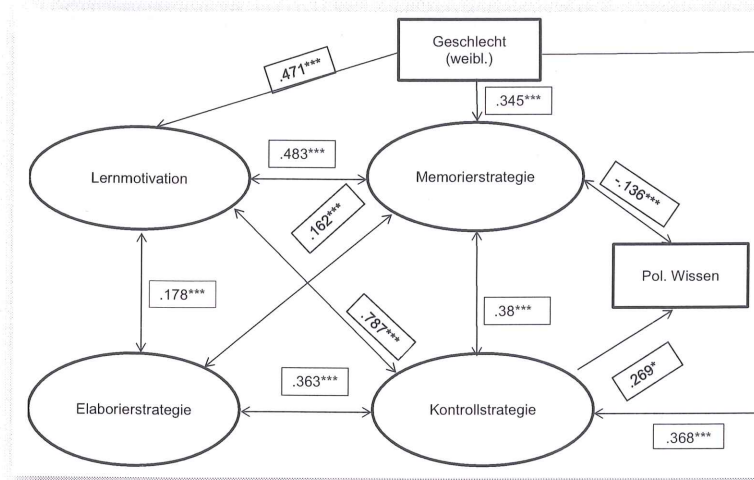 Geschlecht
(weibl.)
.471***
.345***
.483***
Lernmotivation
Memorierstrategie
-.136***
.162***
Pol. Wissen
.178***
.38***
.787***
.269*
.363***
Elaborierstrategie
Kontrollstrategie
.368***